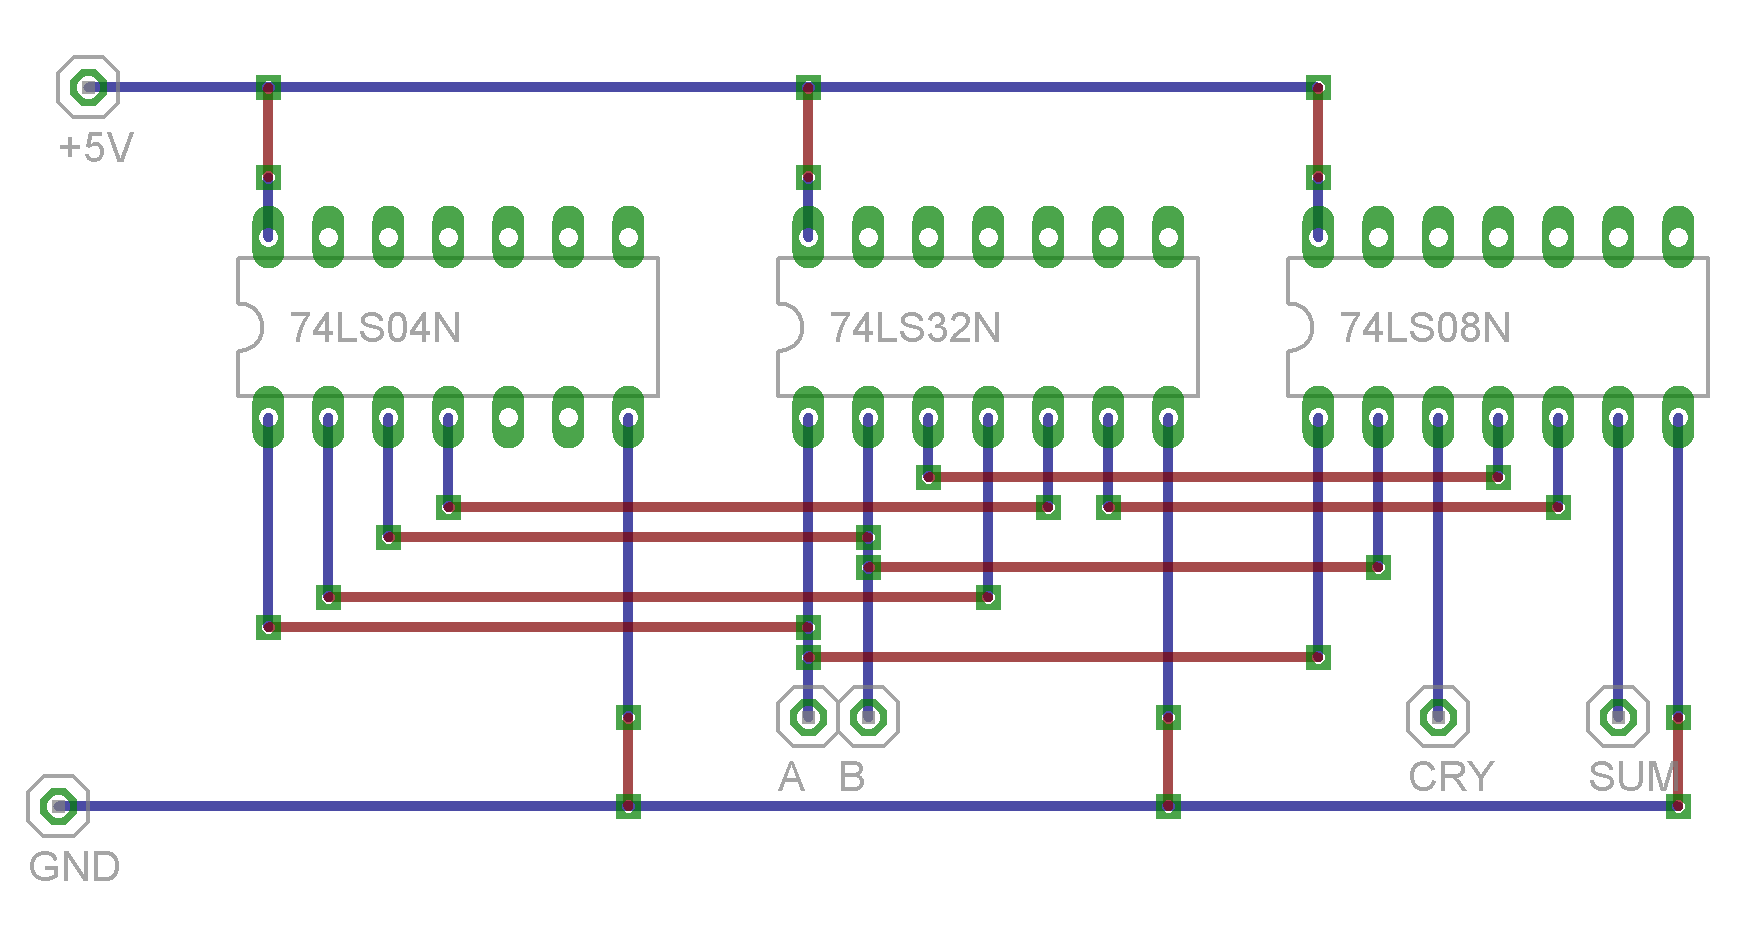 +5V
74LS04N
74LS32N
74LS08N
A
B
CRY
SUM
GND